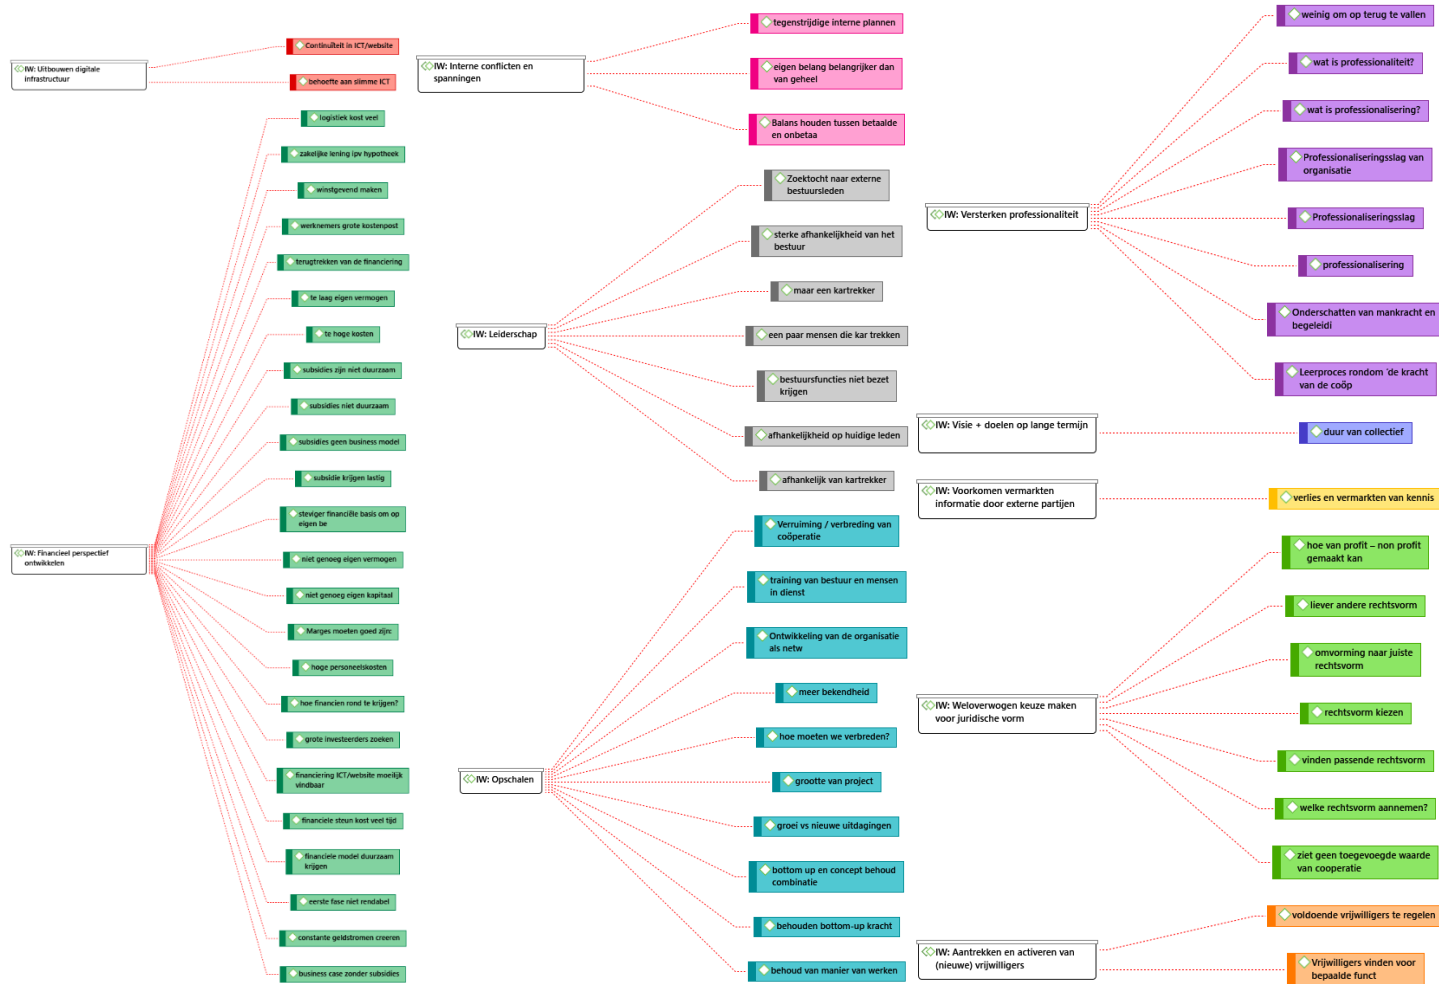 IW: Uitbouwen digitale
infrastructuur
Continuïteit in ICT/website
behoefte aan slimme ICT
IW: Financieel perspectief
ontwikkelen
logistiek kost veel
zakelijke lening ipv hypotheek
winstgevend maken
werknemers grote kostenpost
terugtrekken van de financiering
te laag eigen vermogen
te hoge kosten
subsidies zijn niet duurzaam
subsidies niet duurzaam
subsidies geen business model
subsidie krijgen lastig
steviger financiële basis om op
eigen be
niet genoeg eigen vermogen
niet genoeg eigen kapitaal
Marges moeten goed zijn:
hoge personeelskosten
hoe financien rond te krijgen?
grote investeerders zoeken
financiering ICT/website moeilijk
vindbaar
financiele steun kost veel tijd
financiele model duurzaam
krijgen
eerste fase niet rendabel
constante geldstromen creeren
business case zonder subsidies
IW: Interne conflicten en
spanningen
tegenstrijdige interne plannen
eigen belang belangrijker dan
van geheel
Balans houden tussen betaalde
en onbetaa
IW: Leiderschap
Zoektocht naar externe
bestuursleden
sterke afhankelijkheid van het
bestuur
maar een kartrekker
een paar mensen die kar trekken
bestuursfuncties niet bezet
krijgen
afhankelijkheid op huidige leden
afhankelijk van kartrekker
IW: Opschalen
Verruiming / verbreding van
coöperatie
training van bestuur en mensen
in dienst
Ontwikkeling van de organisatie
als netw
meer bekendheid
hoe moeten we verbreden?
grootte van project
groei vs nieuwe uitdagingen
bottom up en concept behoud
combinatie
behouden bottom-up kracht
behoud van manier van werken
IW: Versterken professionaliteit
weinig om op terug te vallen
wat is professionaliteit?
wat is professionalisering?
Professionaliseringsslag van
organisatie
Professionaliseringsslag
professionalisering
Onderschatten van mankracht en
begeleidi
Leerproces rondom ‘de kracht
van de coöp
IW: Visie + doelen op lange termijn
duur van collectief
IW: Voorkomen vermarkten
informatie door externe partijen
verlies en vermarkten van kennis
IW: Weloverwogen keuze maken
voor juridische vorm
hoe van profit – non profit
gemaakt kan
liever andere rechtsvorm
omvorming naar juiste
rechtsvorm
rechtsvorm kiezen
vinden passende rechtsvorm
welke rechtsvorm aannemen?
ziet geen toegevoegde waarde
van cooperatie
IW: Aantrekken en activeren van
(nieuwe) vrijwilligers
voldoende vrijwilligers te regelen
Vrijwilligers vinden voor
bepaalde funct